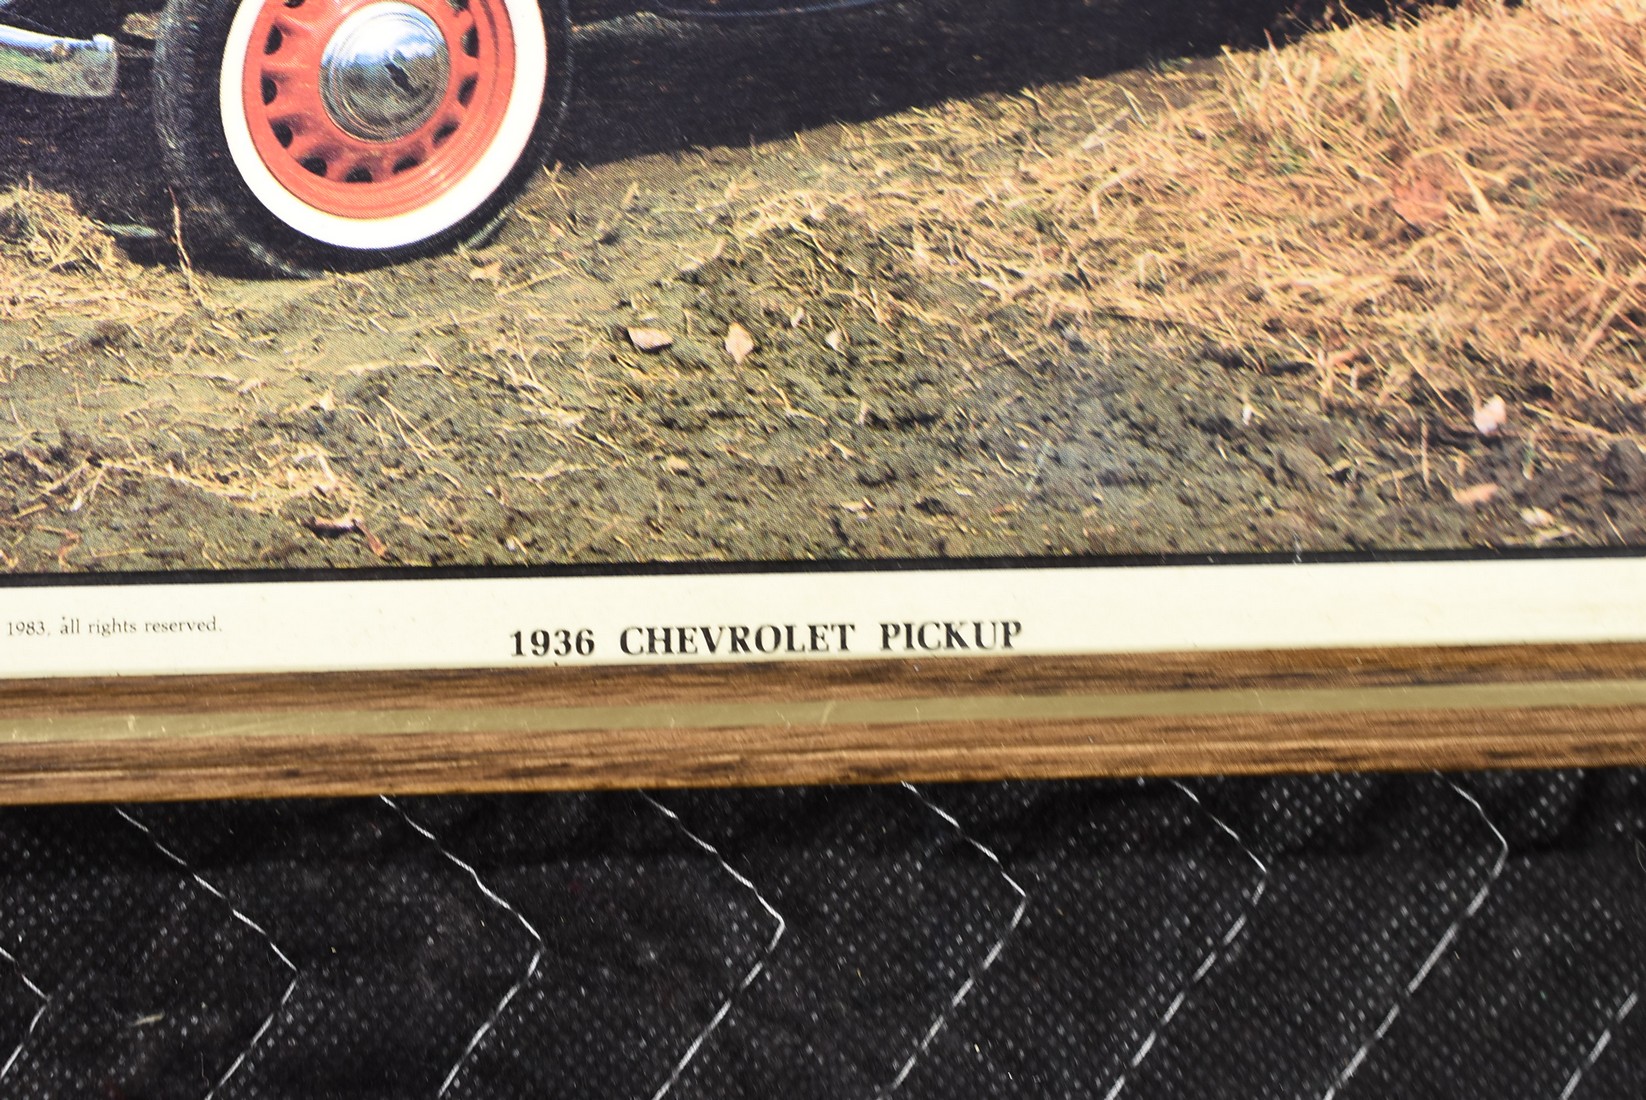 1983, all rights reserved.
1936 CHEVROLET PICKUP